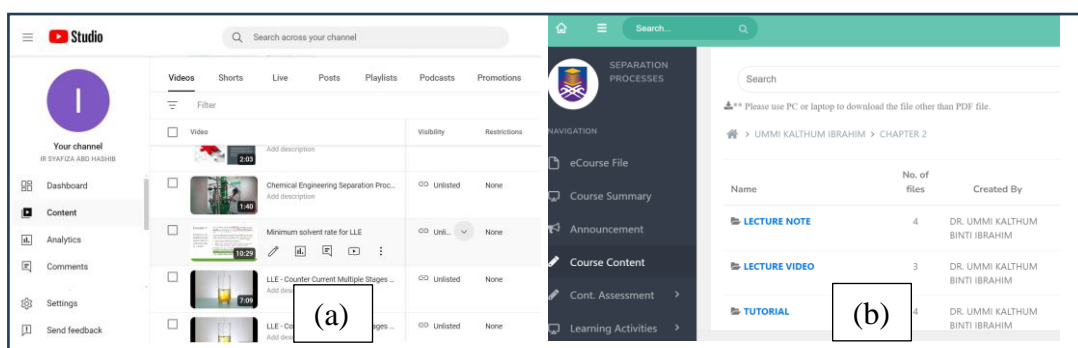 Studio
Search across your channel
I
Your channel
IR SYAFIZA ABD HASHIB
Dashboard
Content
Analytics
Comments
Settings
Send feedback
Videos Shorts Live Posts Playlists Podcasts Promotions
Filter
Video Visibility Restrictions
Add description
2:03
Chemical Engineering Separation Proc... Unlisted None
Add description
1:40
Minimum solvent rate for LLE Unli... None
10:29
LLE - Counter Current Multiple Stages ... Unlisted None
7:09
Unlisted None
(a)
Search...
SEPARATION
PROCESSES
NAVIGATION
eCourse File
Course Summary
Announcement
Course Content
Cont. Assessment >
Learning Activities >
Search
** Please use PC or laptop to download the file other than PDF file.
> UMMI KALTHUM IBRAHIM > CHAPTER 2
Name No. of files Created By
LECTURE NOTE 4 DR. UMMI KALTHUM
BINTI IBRAHIM
LECTURE VIDEO 3 DR. UMMI KALTHUM
BINTI IBRAHIM
TUTORIAL 4 DR. UMMI KALTHUM
BINTI IBRAHIM
(b)